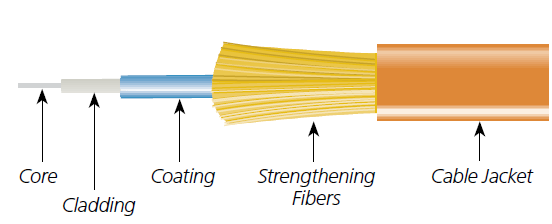 Core
Cladding
Coating
Strengthening
Fibers
Cable Jacket